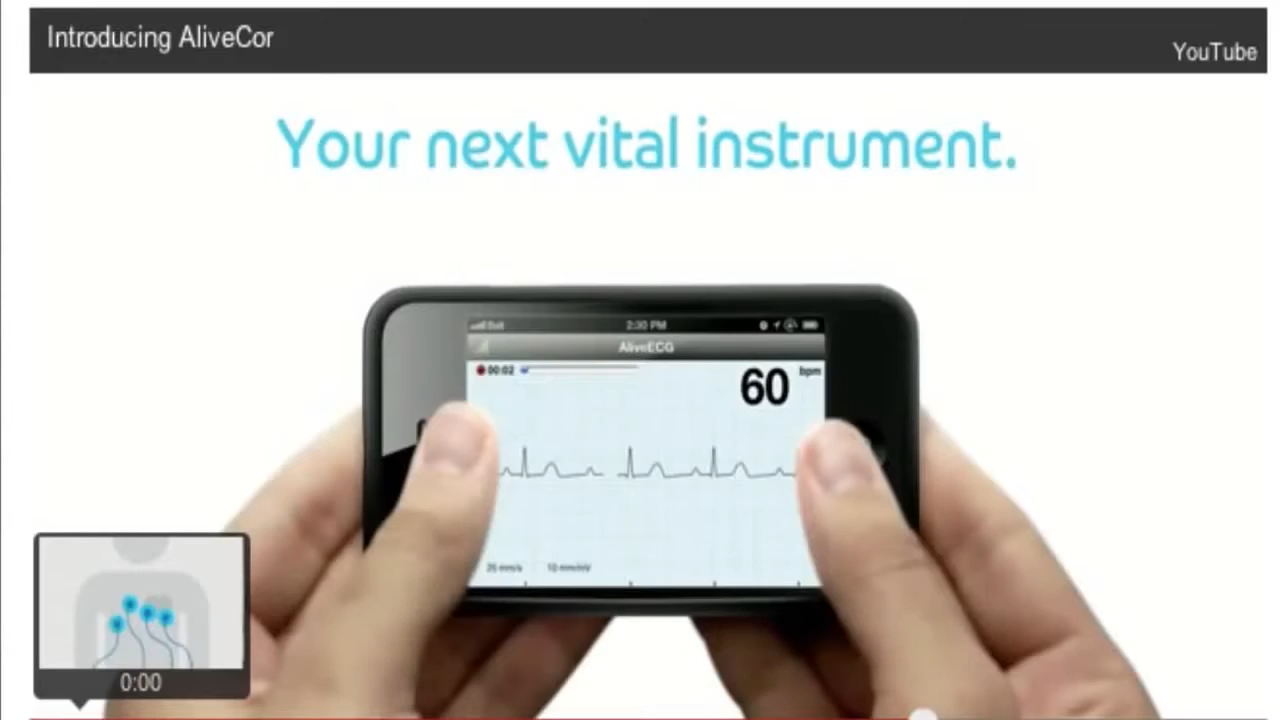 Introducing AliveCor
YouTube
Your next vital instrument.
2:30 PM
AliveECG
00:02
60 bpm
25 mm/s 10 mm/mV
0:00